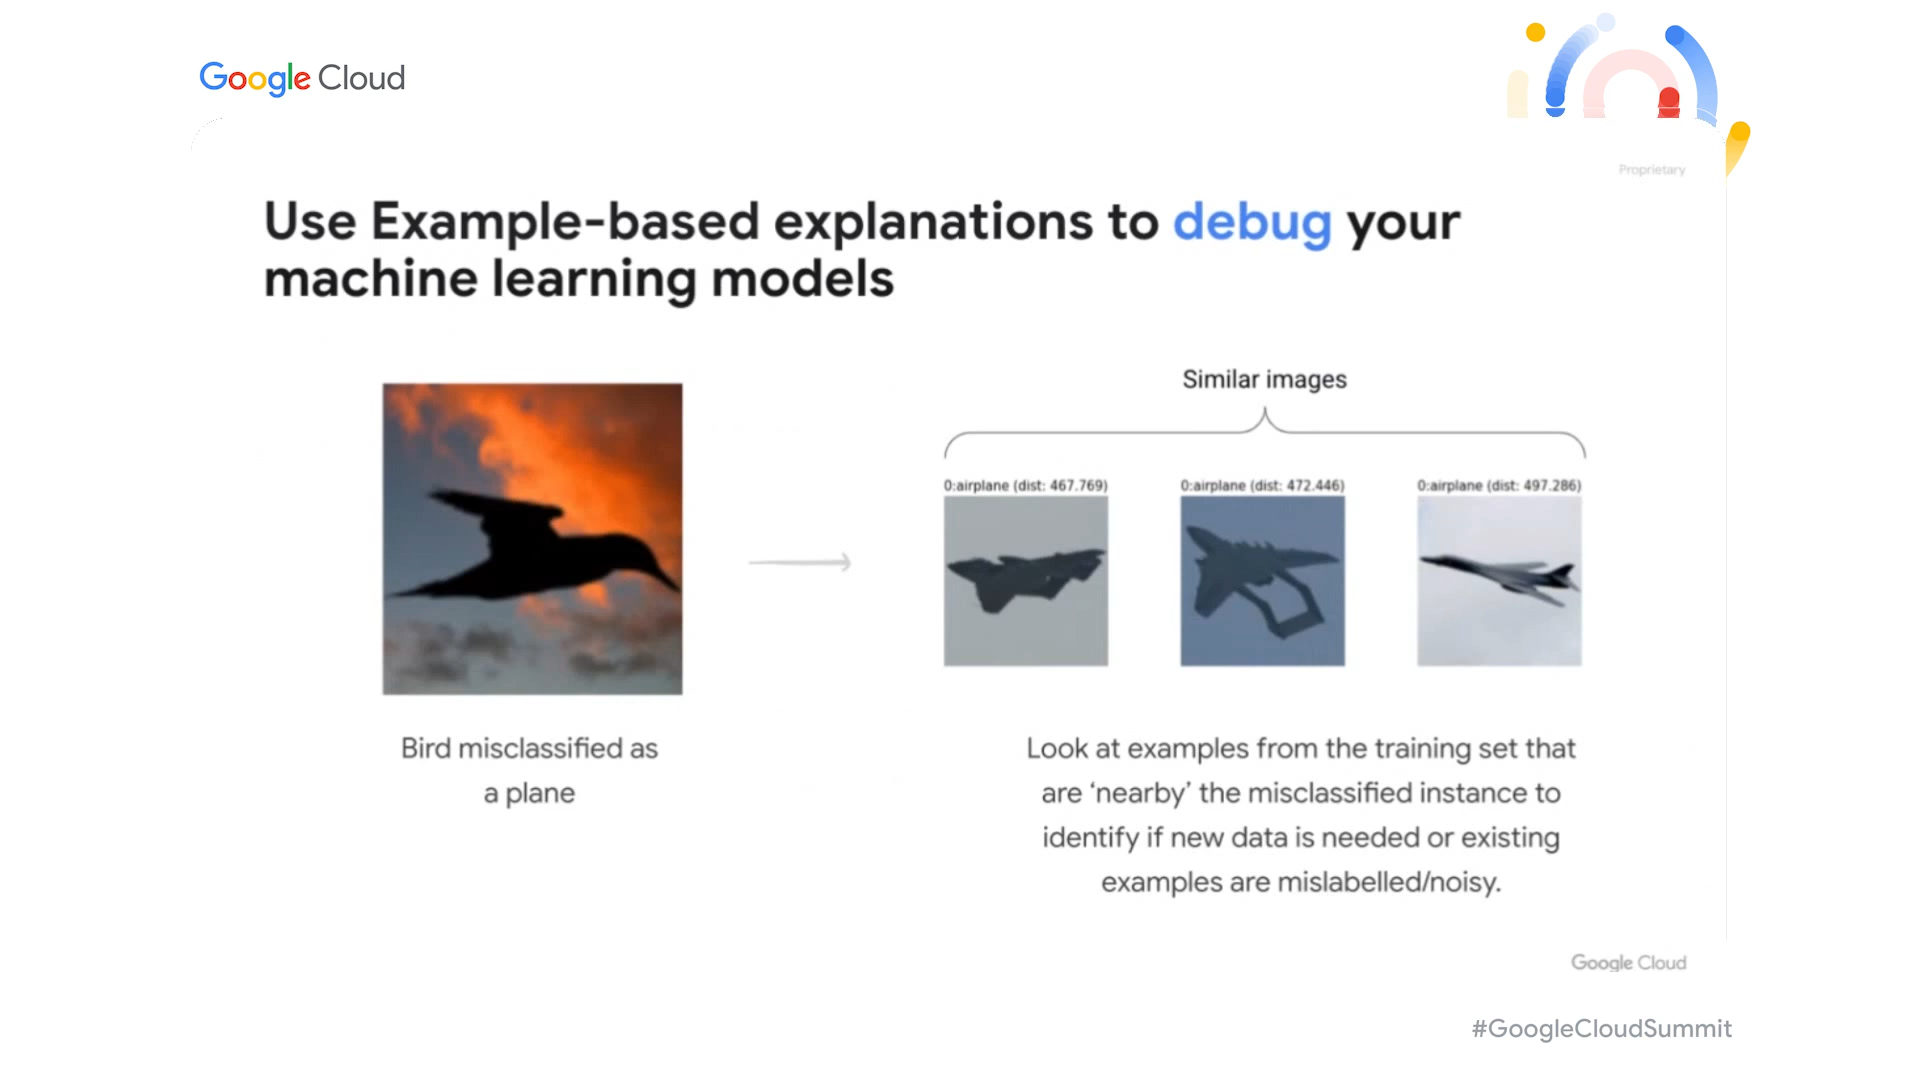 Google Cloud
Proprietary
Use Example-based explanations to debug your
machine learning models
Similar images
0:airplane (dist: 467.769)
0:airplane (dist: 472.446)
0:airplane (dist: 497.286)
Bird misclassified as
a plane
Look at examples from the training set that
are ‘nearby’ the misclassified instance to
identify if new data is needed or existing
examples are mislabelled/noisy.
Google Cloud
#GoogleCloudSummit